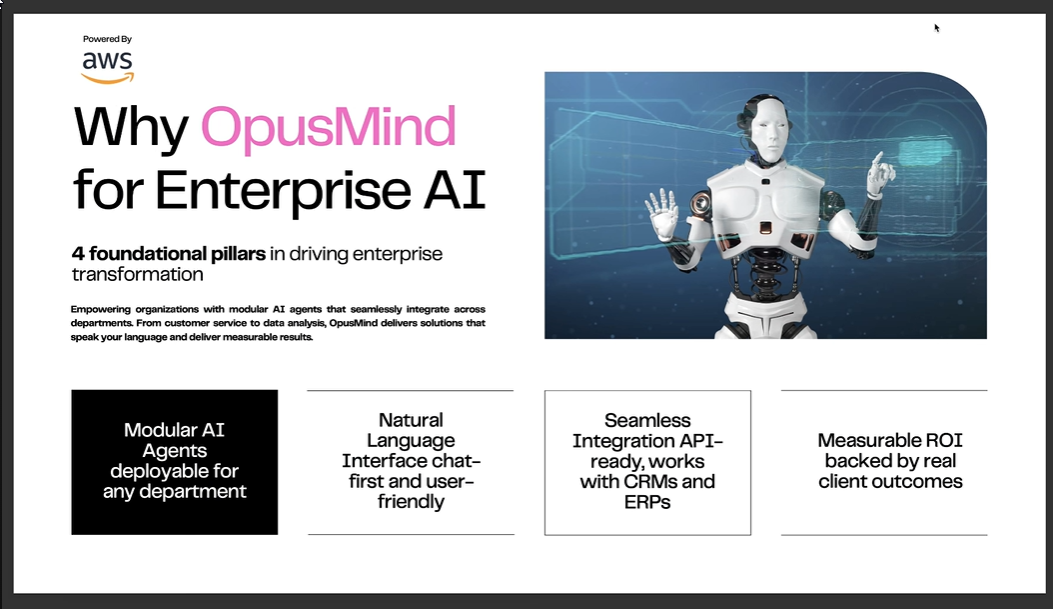 Powered By
aws
Why OpusMind
for Enterprise AI
4 foundational pillars in driving enterprise
transformation
Empowering organizations with modular AI agents that seamlessly integrate across
departments. From customer service to data analysis, OpusMind delivers solutions that
speak your language and deliver measurable results.
Modular AI
Agents
deployable for
any department
Natural
Language
Interface chat-
first and user-
friendly
Seamless
Integration API-
ready, works
with CRMs and
ERPs
Measurable ROI
backed by real
client outcomes